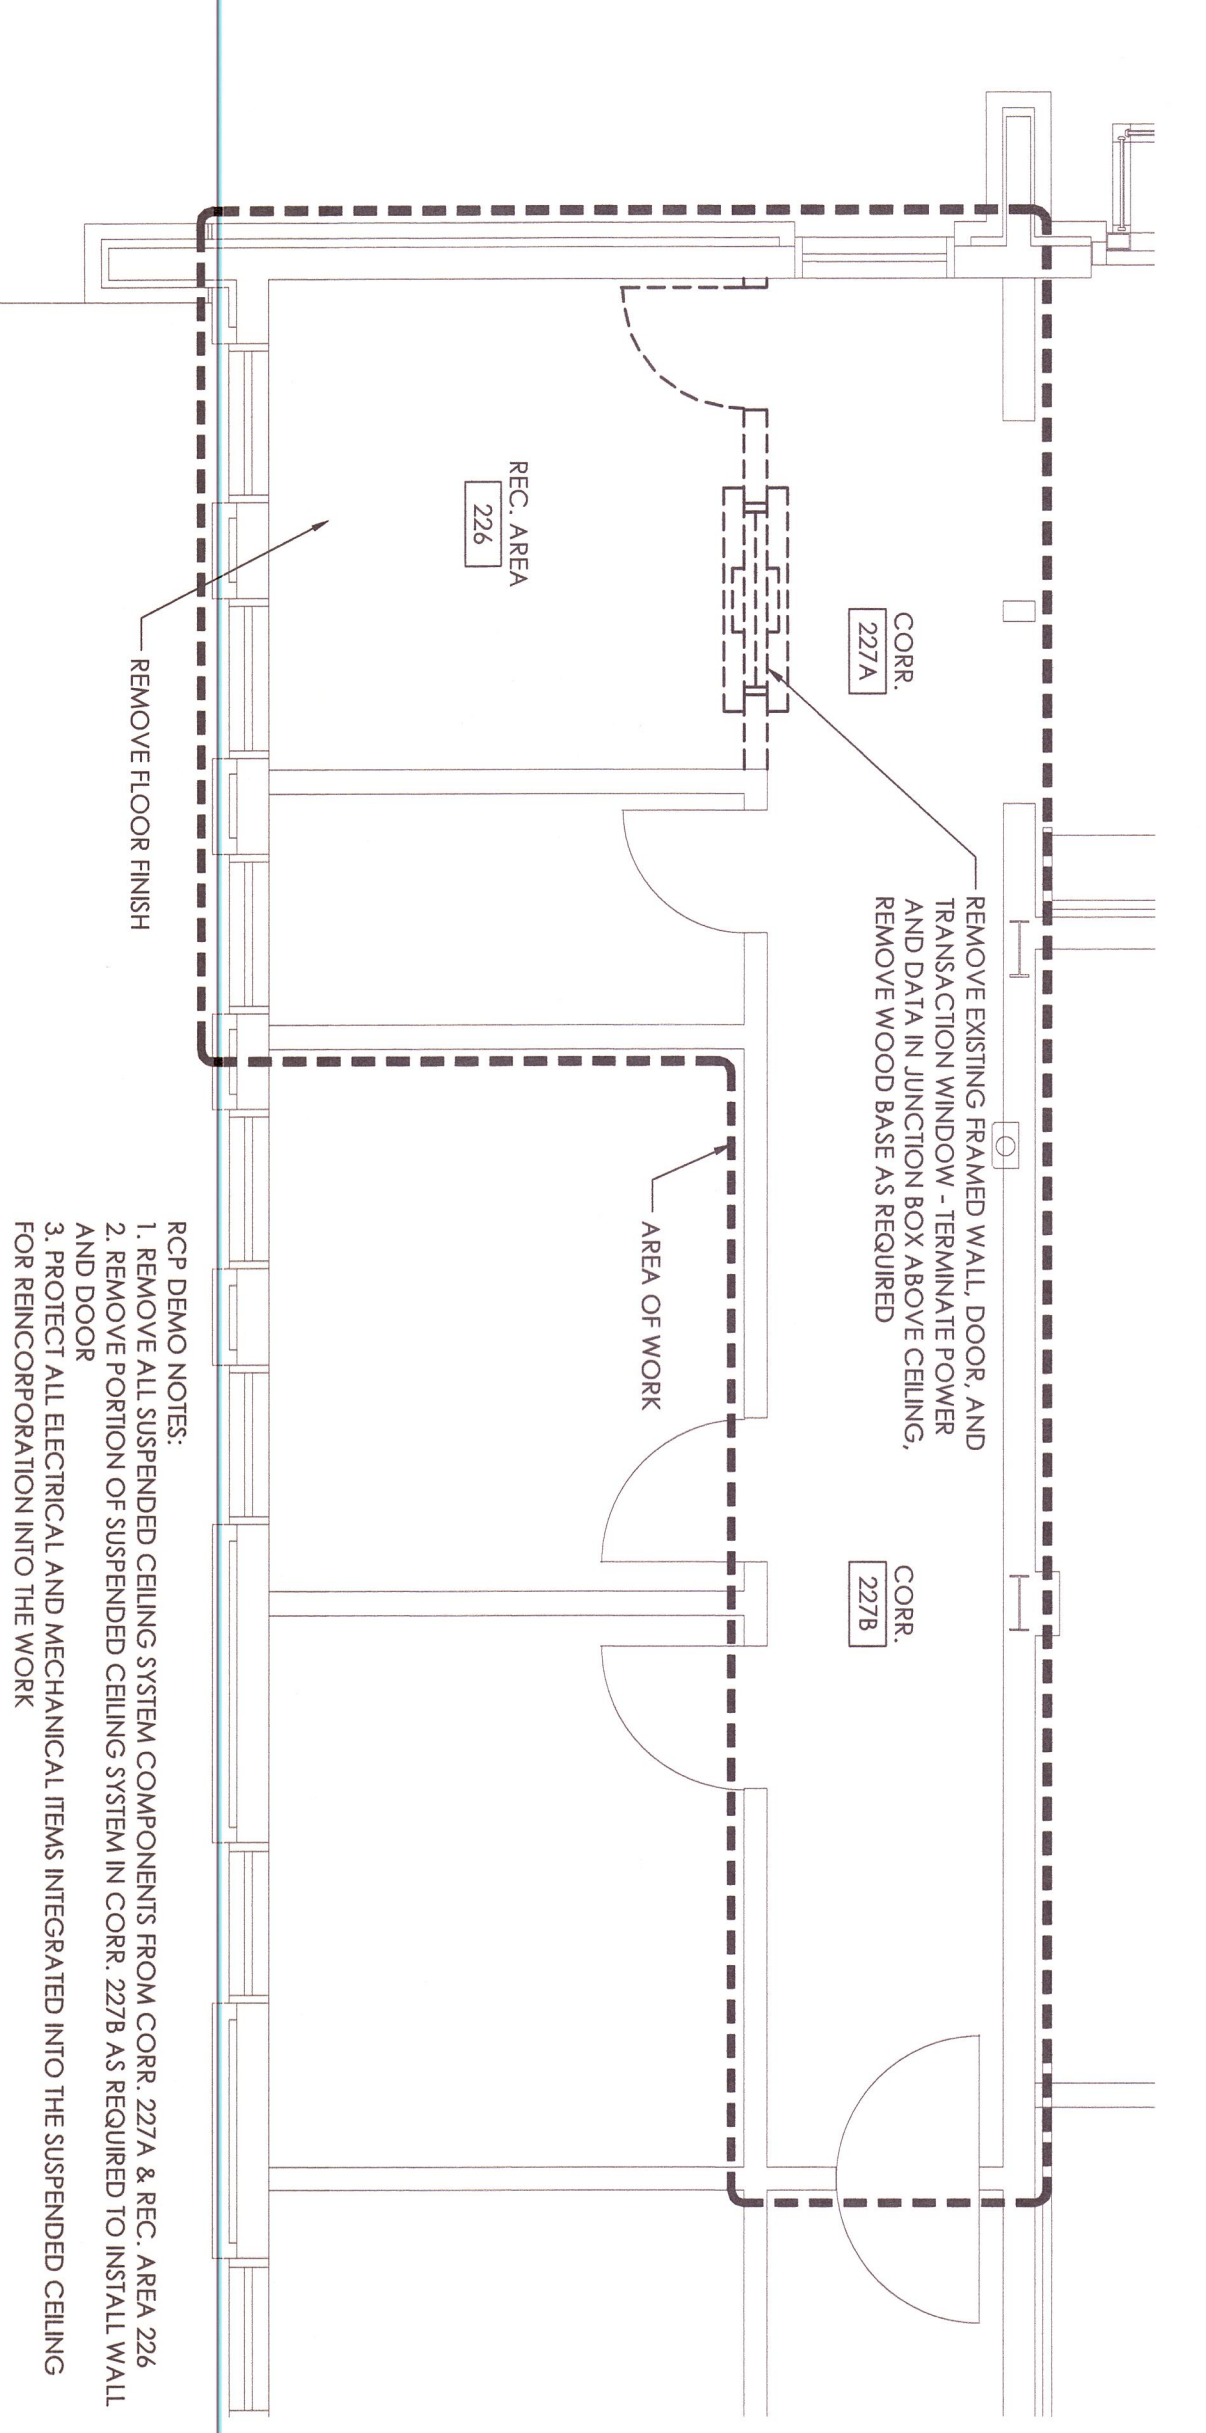 REMOVE EXISTING FRAMED WALL, DOOR, AND
TRANSACTION WINDOW - TERMINATE POWER
AND DATA IN JUNCTION BOX ABOVE CEILING,
REMOVE WOOD BASE AS REQUIRED
CORR.
227A
CORR.
227B
REC. AREA
226
AREA OF WORK
REMOVE FLOOR FINISH
RCP DEMO NOTES:
1. REMOVE ALL SUSPENDED CEILING SYSTEM COMPONENTS FROM CORR. 227A & REC. AREA 226
2. REMOVE PORTION OF SUSPENDED CEILING SYSTEM IN CORR. 227B AS REQUIRED TO INSTALL WALL
AND DOOR
3. PROTECT ALL ELECTRICAL AND MECHANICAL ITEMS INTEGRATED INTO THE SUSPENDED CEILING
FOR REINCORPORATION INTO THE WORK